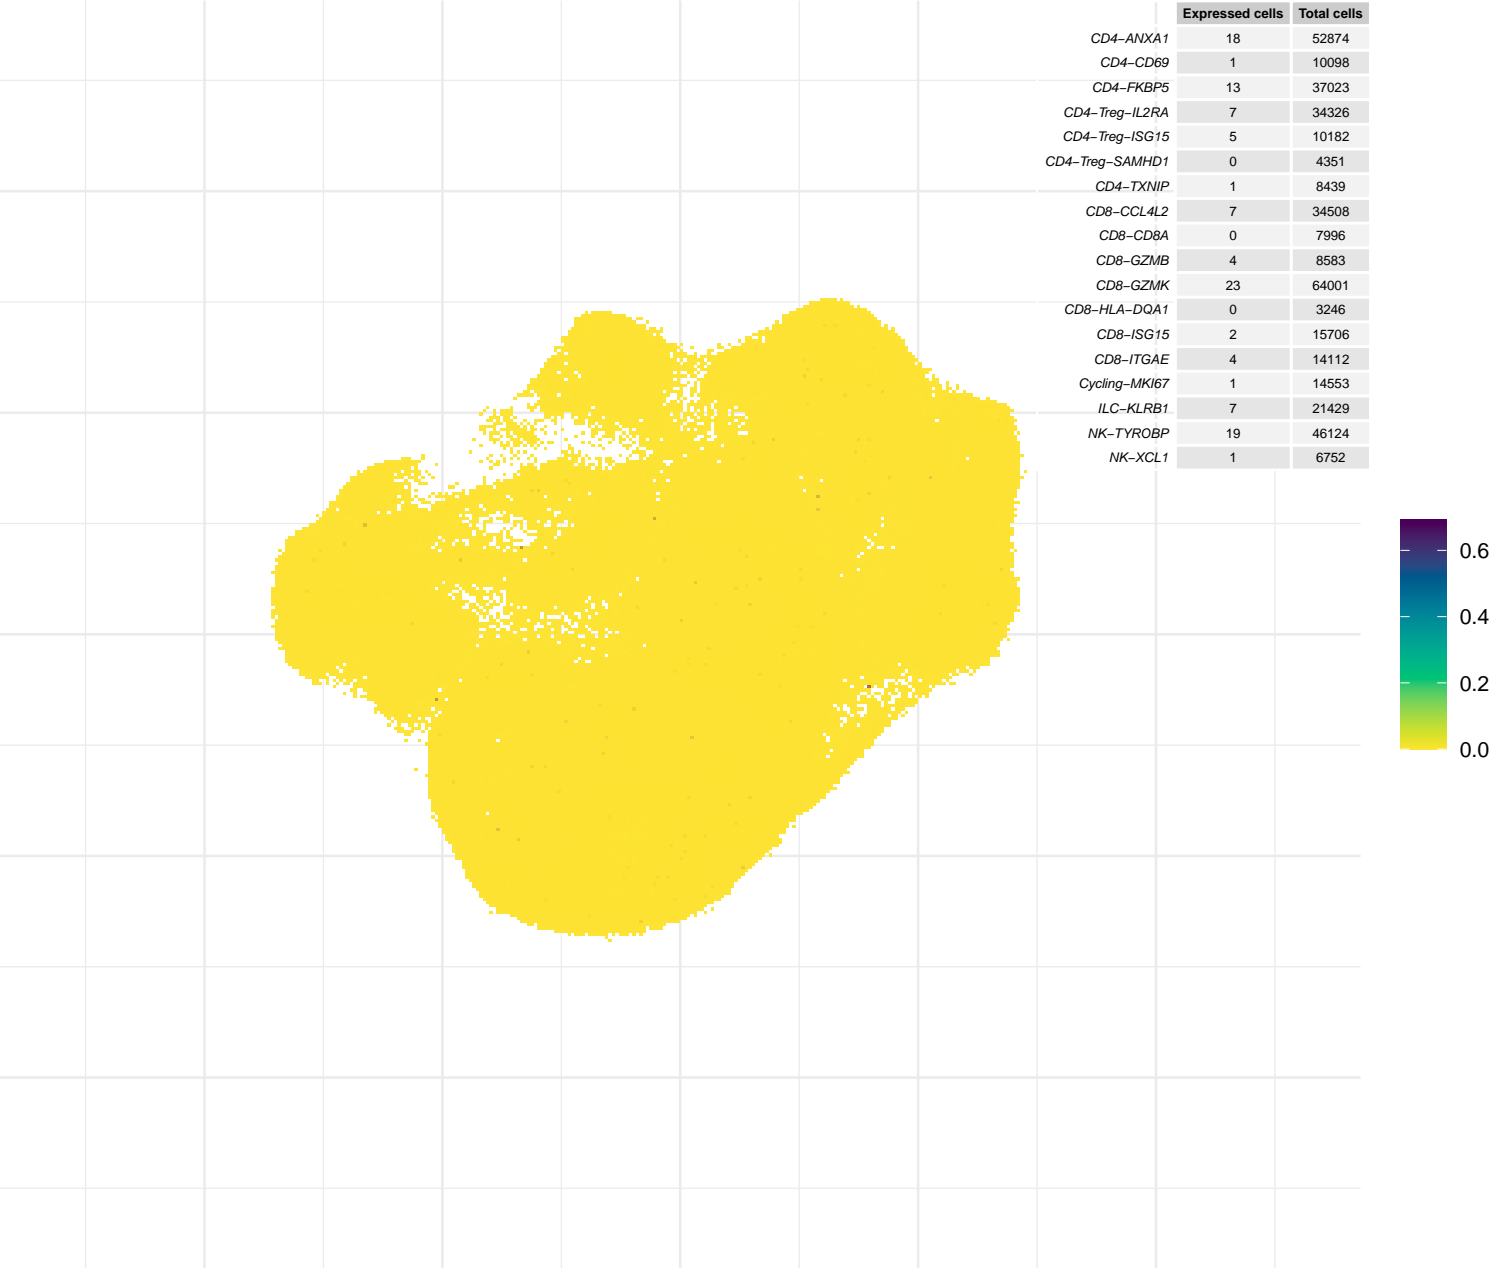 Expressed cells Total cells
CD4−ANXA1 18 52874
CD4−CD69 1 10098
CD4−FKBP5 13 37023
CD4−Treg−IL2RA 7 34326
CD4−Treg−ISG15 5 10182
CD4−Treg−SAMHD1 0 4351
CD4−TXNIP 1 8439
CD8−CCL4L2 7 34508
CD8−CD8A 0 7996
CD8−GZMB 4 8583
CD8−GZMK 23 64001
CD8−HLA−DQA1 0 3246
CD8−ISG15 2 15706
CD8−ITGAE 4 14112
Cycling−MKI67 1 14553
ILC−KLRB1 7 21429
NK−TYROBP 19 46124
NK−XCL1 1 6752
0.6
0.4
0.2
0.0